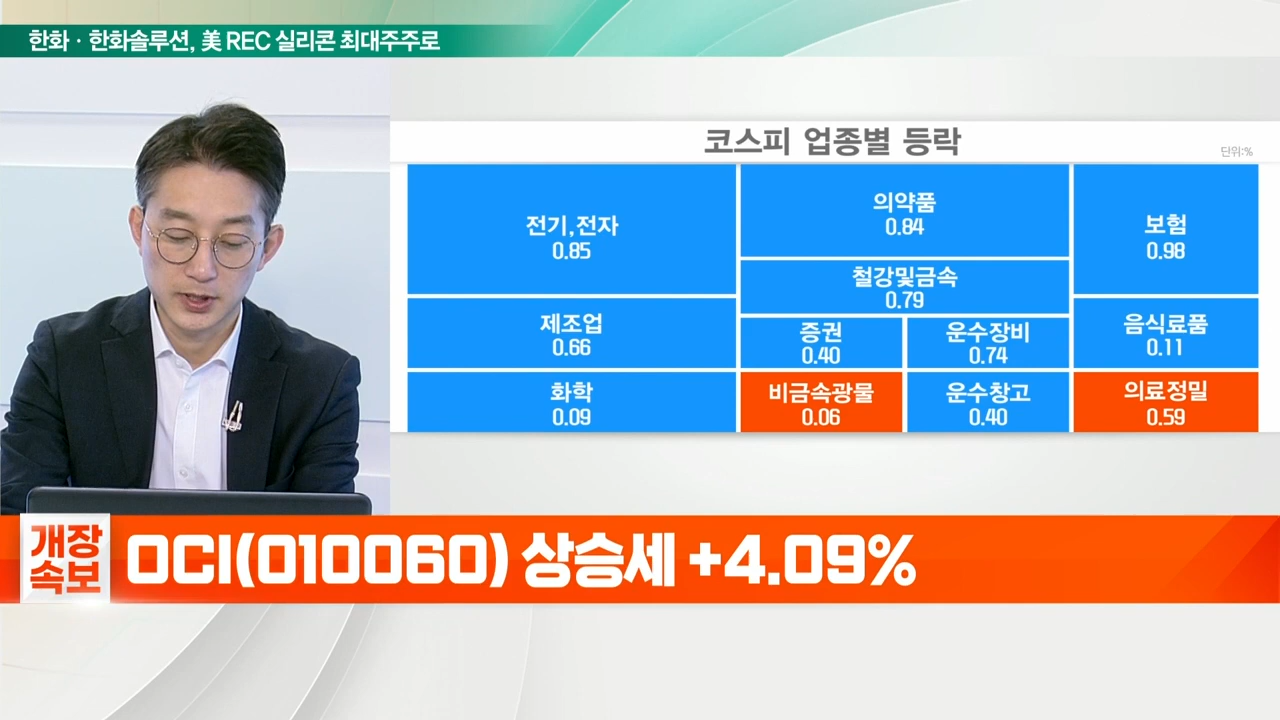 한화 · 한화솔루션, 美 REC 실리콘 최대주주로
코스피 업종별 등락
단위:%
전기,전자
0.85
의약품
0.84
보험
0.98
철강및금속
0.79
제조업
0.66
증권
0.40
운수장비
0.74
음식료품
0.11
화학
0.09
비금속광물
0.06
운수창고
0.40
의료정밀
0.59
개장
속보
OCI(010060) 상승세 +4.09%